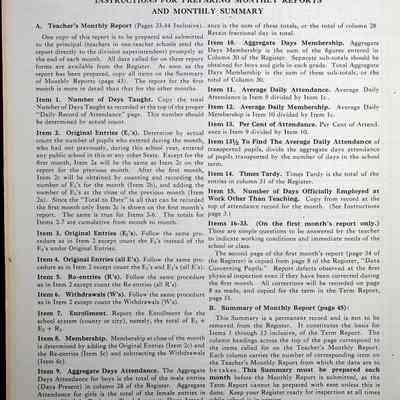 INSTRUCTIONS FOR PREPARING MONTHLY REPORTS
AND MONTHLY SUMMARY
A. Teacher's Monthly Report (Pages 23-44 Inclusive).
One copy of this report is to be prepared and submitted
to the principal (teachers in one-teacher schools send the
report directly to the division superintendent) promptly at
the end of each month. All data called for on these report
forms are available from the Register. As soon as the
report has been prepared, copy all items on the Summary
of Monthly Reports (Page 45). The report for the first
month is more in detail than that for the other months.
Item 1. Number of Days Taught. Copy the total
Number of Days Taught as recorded at the top of the proper
"Daily Record of Attendance" page. This number should
be determined by actual count.
Item 2. Original Entries (E₁'s). Determine by actual
count the number of pupils who entered during the month,
who had not previously, during this school year, entered
any public school in this or any other State. Except for the
first month, Item 2a will be the same as Item 2c on the
report for the previous month. After the first month,
Item 2c will be obtained by counting and recording the
number of E₁'s for the month (Item 2b), and adding the
number of E₁'s at the close of the previous month (Item
2a). Since the "Total to Date" is all that can be recorded
the first month only Item 2c is shown on the first month's
report. The same is true for Items 3-6. The totals for
Items 2-7 are cumulative from month to month.
Item 3. Original Entries (E₂'s). Follow the same pro-
cedure as in Item 2 except count the E₂'s instead of the
E₁'s under Original Entries.
Item 4. Original Entries (all E's). Follow the same pro-
cedure as in Item 2 except count the E₁'s and E₂'s (all E's).
Item 5. Re-entries (R's). Follow the same procedure
as in Item 2 except count the Re-entries (all R's).
Item 6. Withdrawals (W's). Follow the same procedure
as in Item 2 except count the Withdrawals (W's).
Item 7. Enrollment. Report the Enrollment for the
school system (county or city), namely, the total of E₁ +
E₂ + R₂.
Item 8. Membership. Membership at close of the month
is determined by adding the Original Entries (Item 2c) and
the Re-entries (Item 5c) and subtracting the Withdrawals
(Item 6c).
Item 9. Aggregate Days Attendance. The Aggregate
Days Attendance for boys is the total of the male entries
(Days Present) in column 28 of the Register. Aggregate
Attendance for girls is the total of the female entries in
ance is the sum of these totals, or the total of column 28
Retain fractional day in total.
Item 10. Aggregate Days Membership. Aggregate
Days Membership is the sum of the figures entered in
Column 30 of the Register. Separate sub-totals should be
obtained for boys and girls in each grade. Total Aggregate
Days Membership is the sum of these sub-totals, or the
total of Column 30.
Item 11. Average Daily Attendance. Average Daily
Attendance is Item 9 divided by Item 1c.
Item 12. Average Daily Membership. Average Daily
Membership is Item 10 divided by Item 1c.
Item 13. Per Cent of Attendance. Per Cent of Attend-
ance is Item 9 divided by Item 10.
Item 13½ To Find The Average Daily Attendance of
transported pupils, divide the aggregate days attendance
of pupils transported by the number of days in the school
term.
Item 14. Times Tardy. Times Tardy is the total of the
entries in column 31 of the Register.
Item 15. Number of Days Officially Employed at
Work Other Than Teaching. Copy from record at the
top of attendance record for the month. (See Instructions
page 3.)
Items 16-33. (On the first month's report only.)
These are simple questions to be answered by the teacher
to indicate working conditions and immediate needs of the
school or class.
The second page of the first month's report (page 24 of
the Register) is copied from page 8 of the Register, "Data
Concerning Pupils." Report defects observed at the first
physical inspection even if they have been corrected during
the first month. All corrections will be recorded on page
8 as made, and copied for the in the Term Report, page
51.
B. Summary of Monthly Report (page 45):
This Summary is a permanent record and is not to be
removed from the Register. It constitutes the basis for
Items 1 through 15 inclusive, of the Term Report. The
column headings across the top of the page correspond to
the items on the Teacher's Monthly Report called for.
Each column carries the number of corresponding item on
the Teacher's Monthly Report from which the data are to
be taken. This Summary must be prepared each
month before the Monthly Report is submitted, as the
Term Report cannot be prepared with ease unless this is
done. Keep your Register ready for inspection at all times